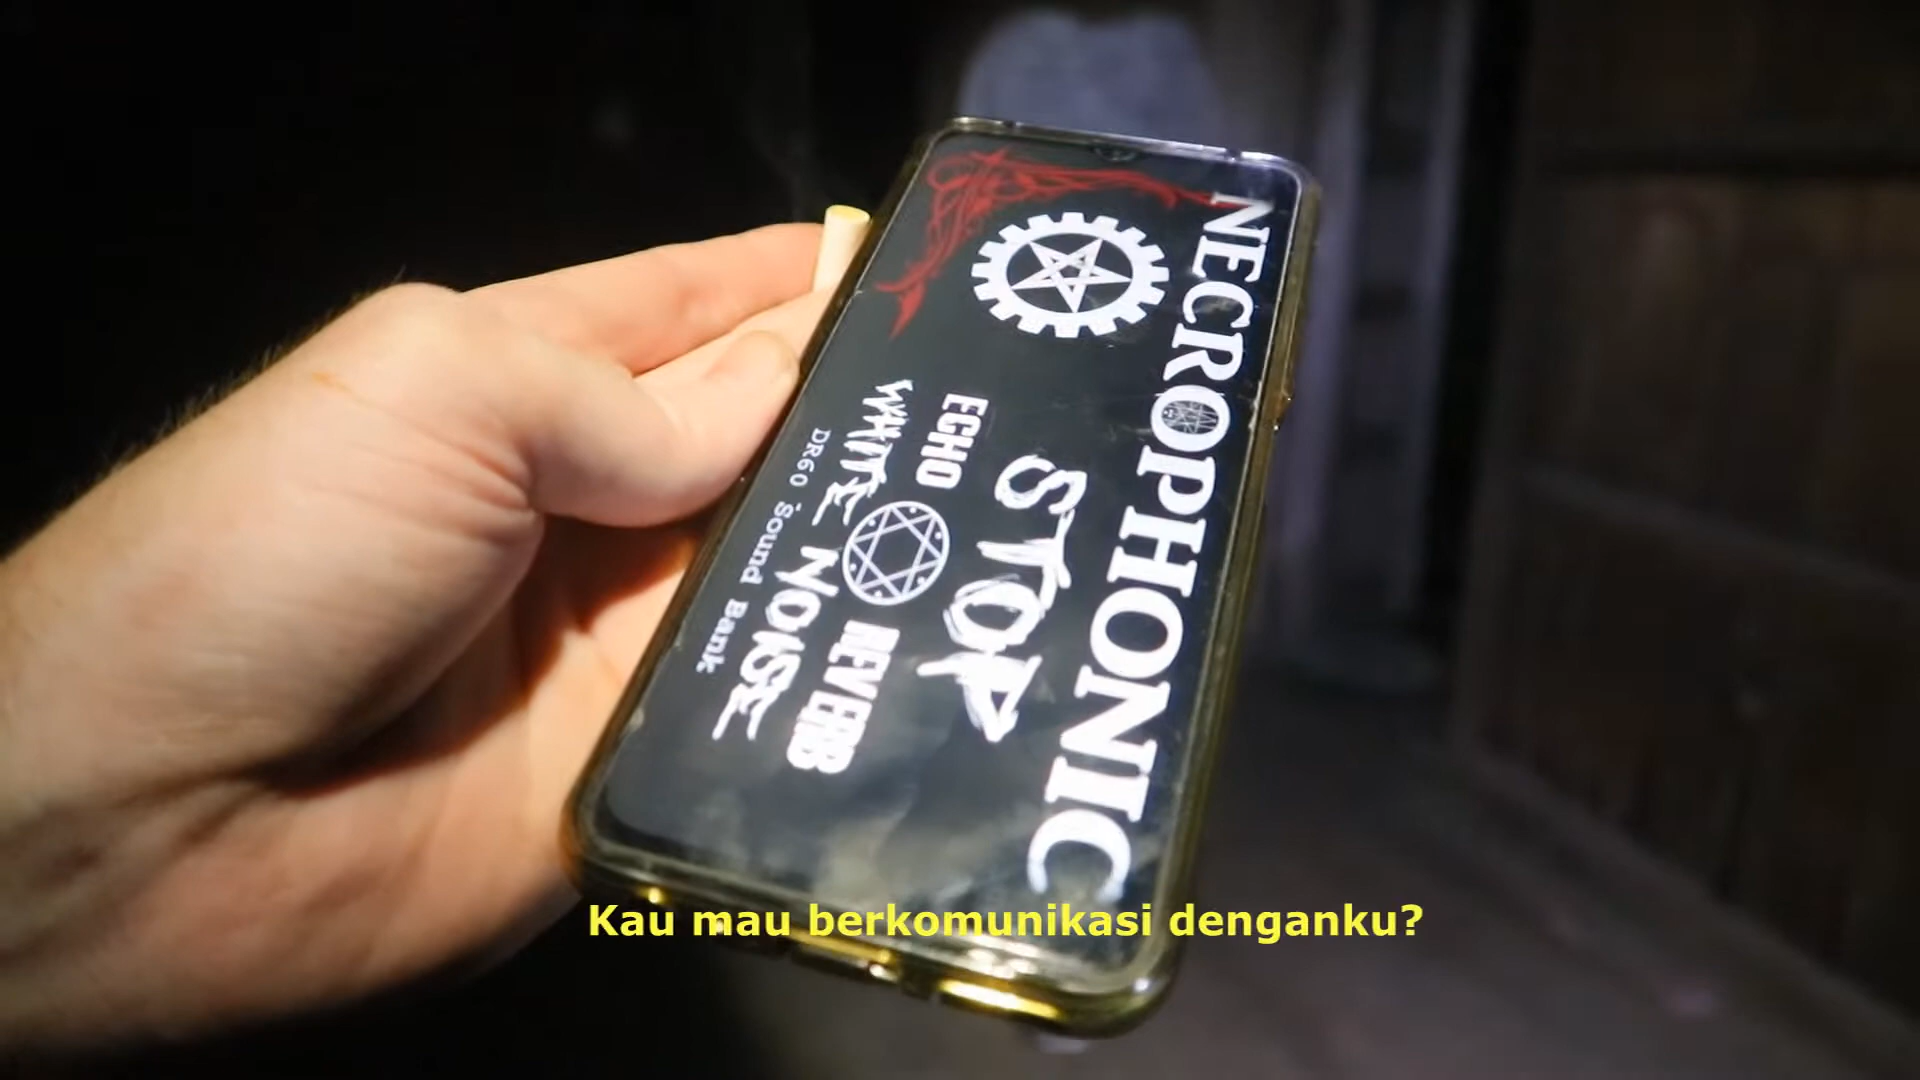 NECROPHONIC
STOP
ECHO
REVERB
WHITE NOISE
DR60 Sound Bank
Kau mau berkomunikasi denganku?